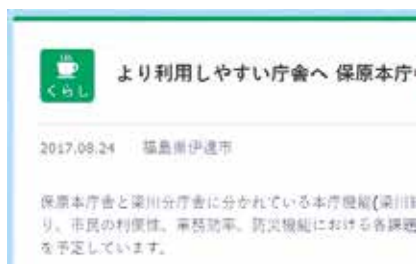 くらし
より利用しやすい庁舎へ 保原本庁
2017.08.24 福島県伊達市
保原本庁舎と梁川分庁舎に分かれている本庁機能(梁川
り、市民の利便性、業務効率、防災機能における各課題
を予定しています。